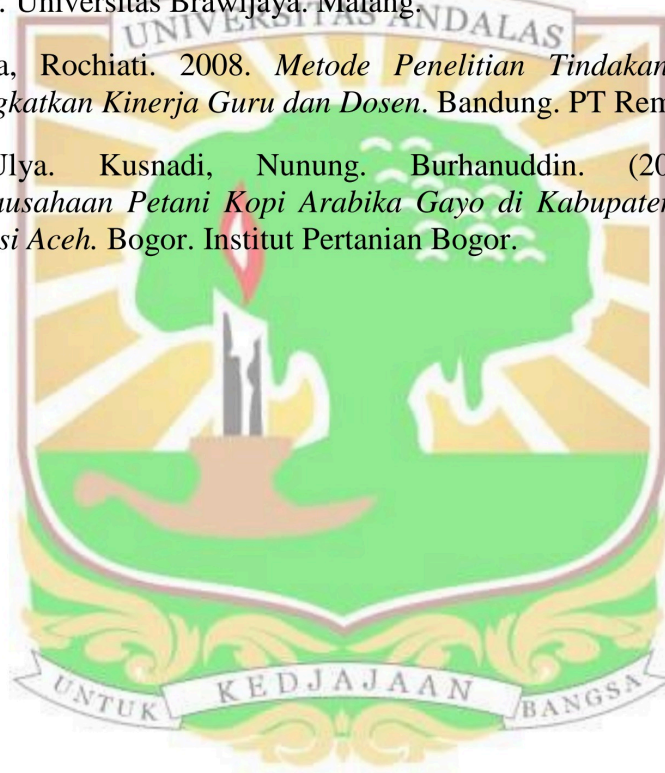 . Universitas Brawijaya. Malang.
UNIVERSITAS ANDALAS
a, Rochiati. 2008. Metode Penelitian Tindakan
gkatkan Kinerja Guru dan Dosen. Bandung. PT Rem
Ulya. Kusnadi, Nunung. Burhanuddin. (20
usahaan Petani Kopi Arabika Gayo di Kabupaten
si Aceh. Bogor. Institut Pertanian Bogor.
UNTUK KEDJAJAAN BANGSA